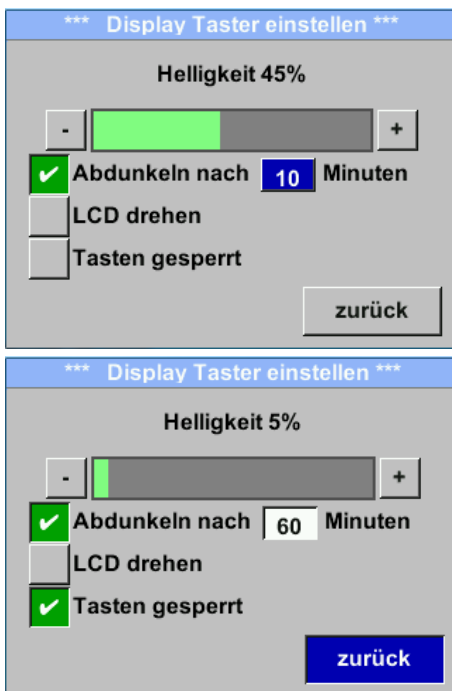 *** Display Taster einstellen ***
Helligkeit 45%
- +
Abdunkeln nach 10 Minuten
LCD drehen
Tasten gesperrt
zurück
*** Display Taster einstellen ***
Helligkeit 5%
- +
Abdunkeln nach 60 Minuten
LCD drehen
Tasten gesperrt
zurück